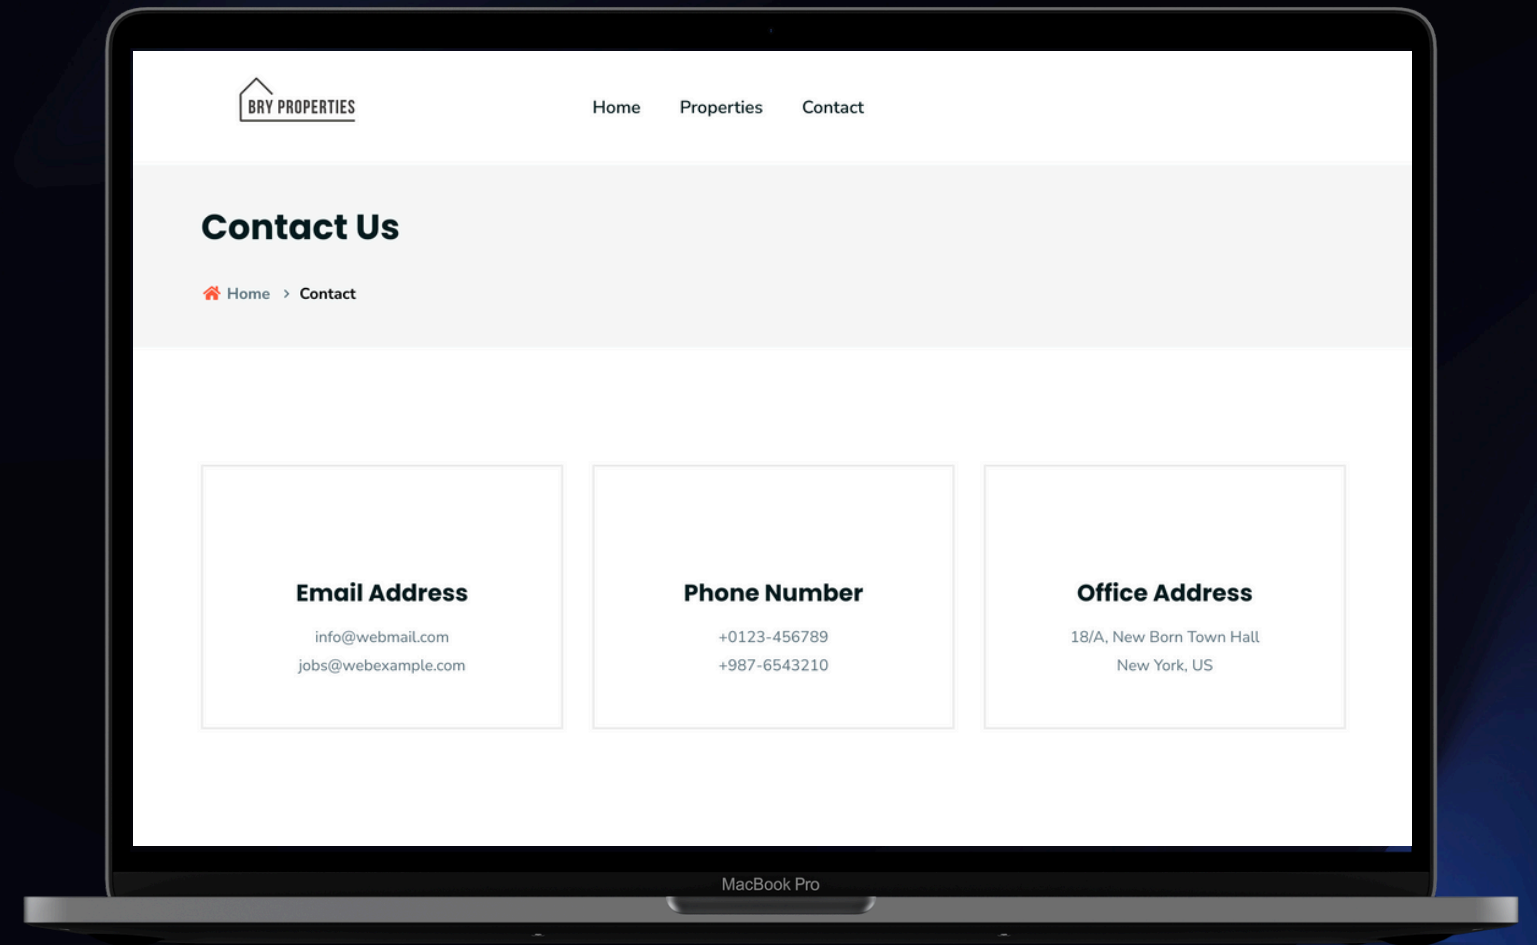 BRY PROPERTIES
Home Properties Contact
Contact Us
Home > Contact
Email Address
info@webmail.com
jobs@webexample.com
Phone Number
+0123-456789
+987-6543210
Office Address
18/A, New Born Town Hall
New York, US
MacBook Pro